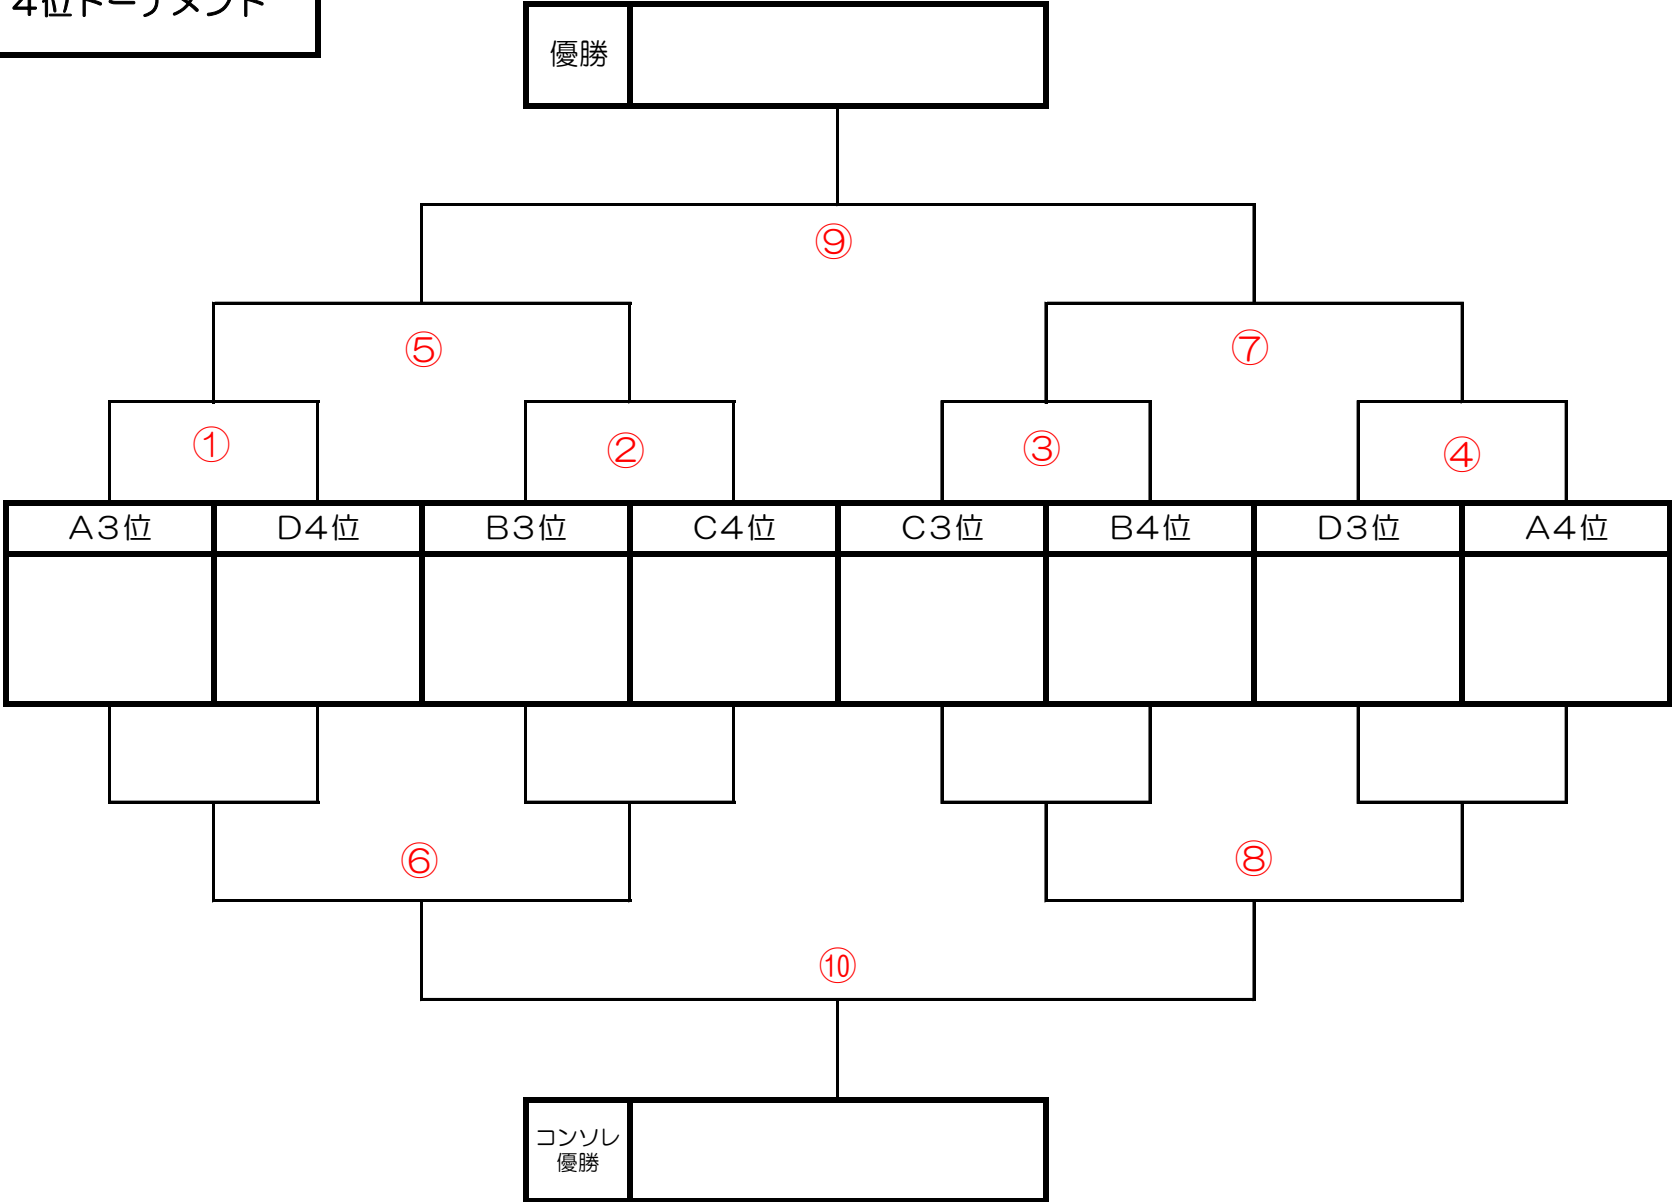 4位トーナメント
優勝
⑨
⑤
⑦
①
②
③
④
A3位 D4位 B3位 C4位 C3位 B4位 D3位 A4位
⑥
⑧
⑩
コンソレ
優勝